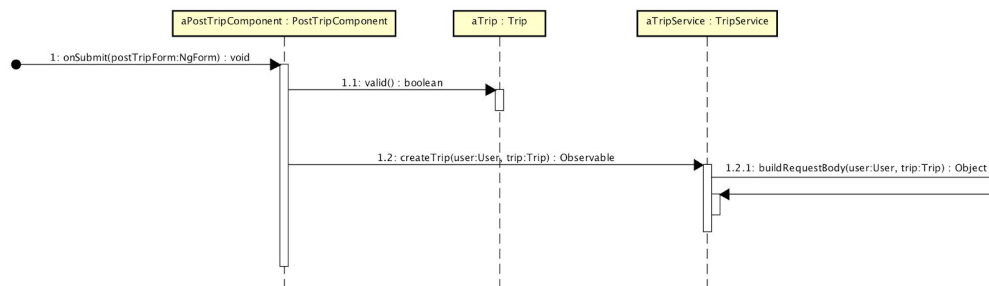 aPostTripComponent : PostTripComponent
aTrip : Trip
aTripService : TripService
1: onSubmit(postTripForm:NgForm) : void
1.1: valid() : boolean
1.2: createTrip(user:User, trip:Trip) : Observable
1.2.1: buildRequestBody(user:User, trip:Trip) : Object